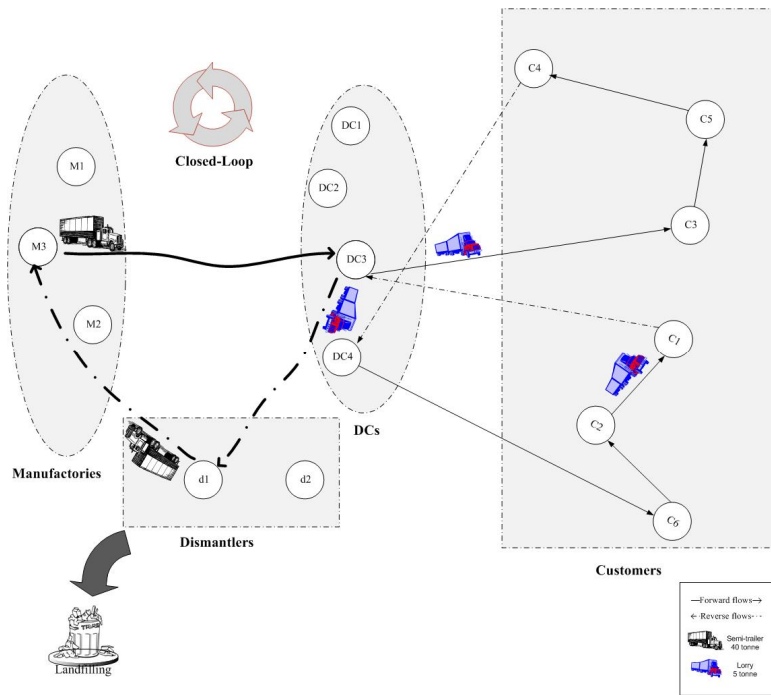 C4
DC1
C5
Closed-Loop
M1
DC2
C3
M3
DC3
M2
C1
DC4
C2
DCs
Manufactories
d1
d2
C6
Dismantlers
Customers
Forward flows
Reverse flows
TRASH
Semi-trailer
40 tonne
Landfilling
Lorry
5 tonne